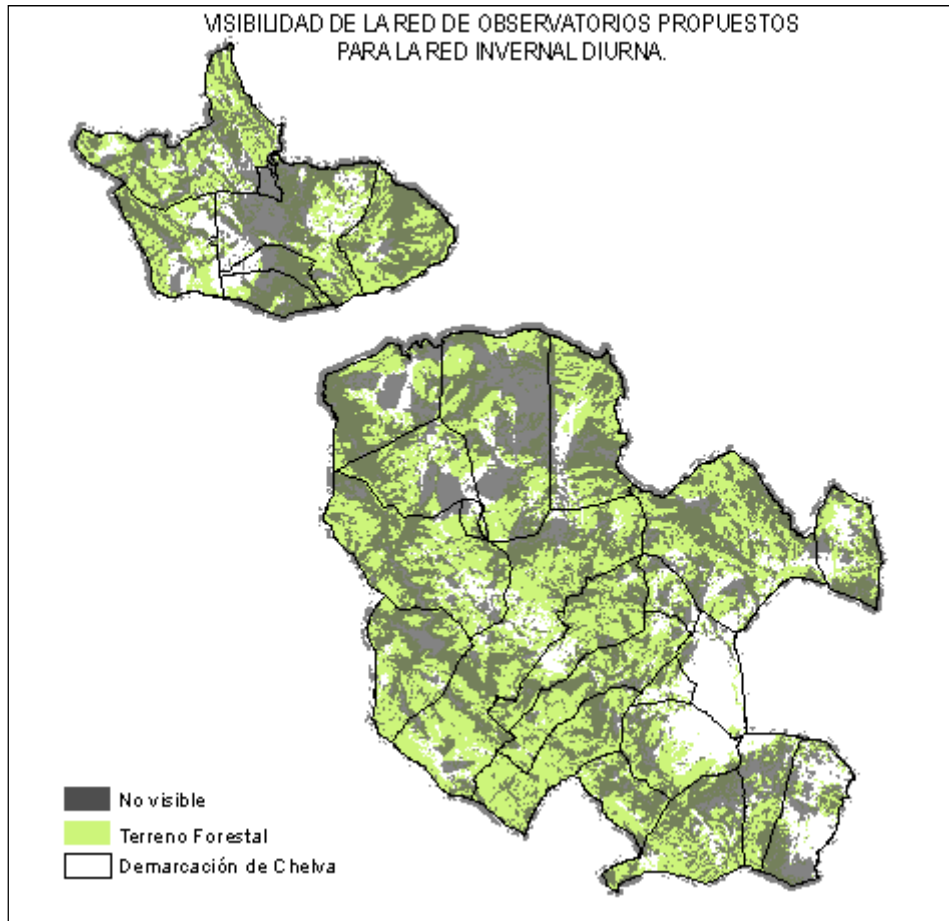 VISIBILIDAD DE LA RED DE OBSERVATORIOS PROPUESTOS
PARA LA RED INVERNAL DIURNA.
No visible
Terreno Forestal
Demarcación de Chelva